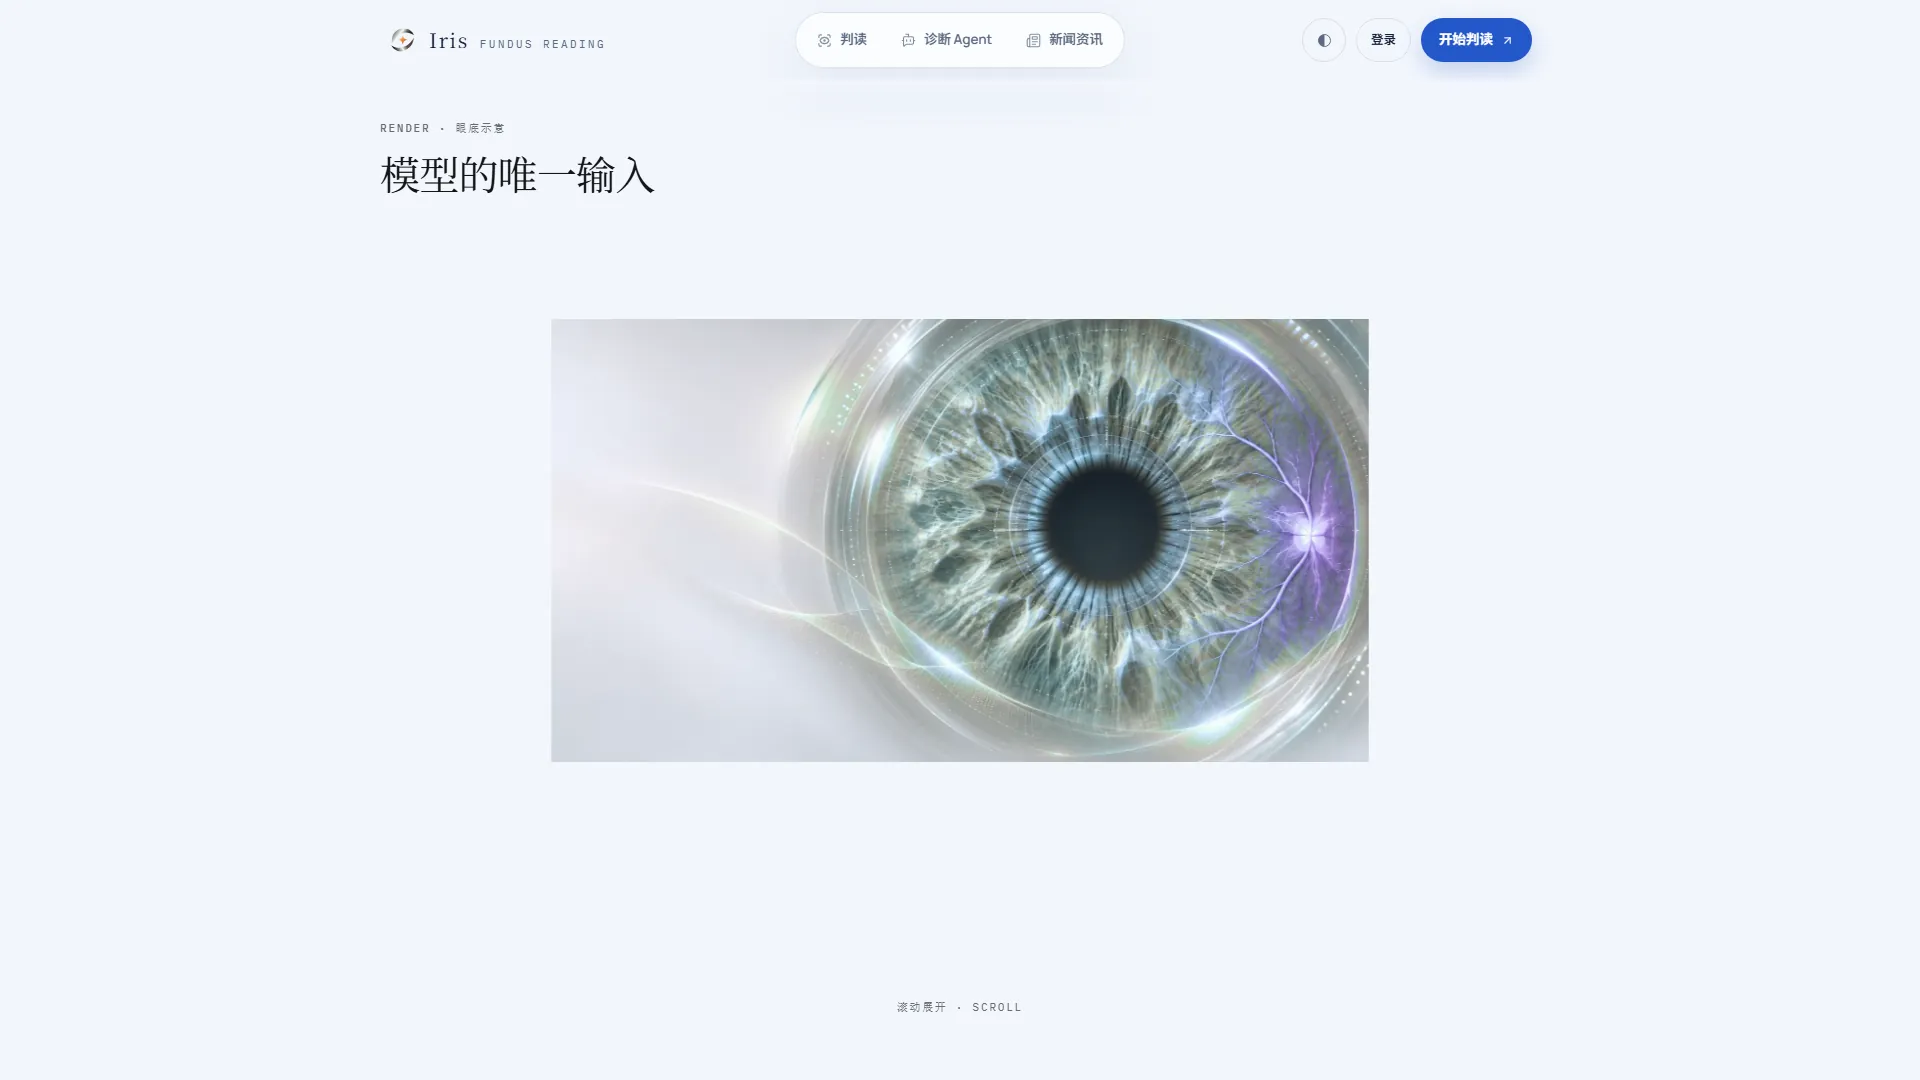 Iris FUNDUS READING
判读
诊断 Agent
新闻资讯
登录
开始判读
RENDER · 眼底示意
模型的唯一输入
滚动展开 · SCROLL